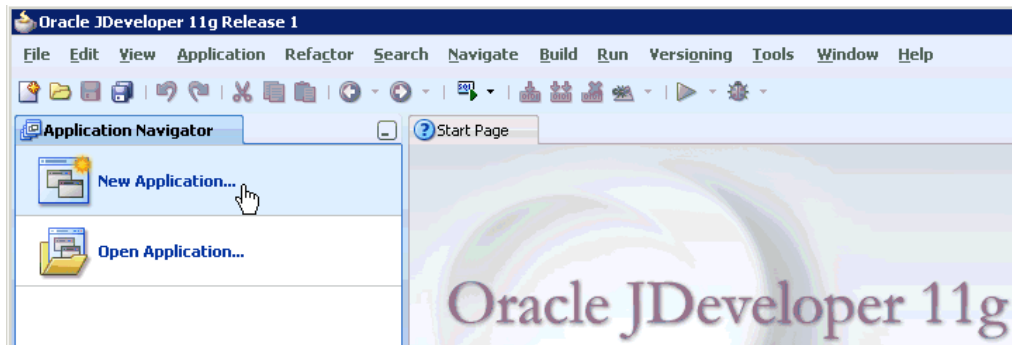 Oracle JDeveloper 11g Release 1
File Edit View Application Refactor Search Navigate Build Run Versioning Tools Window Help
Application Navigator
Start Page
New Application...
Open Application...
Oracle JDeveloper 11g